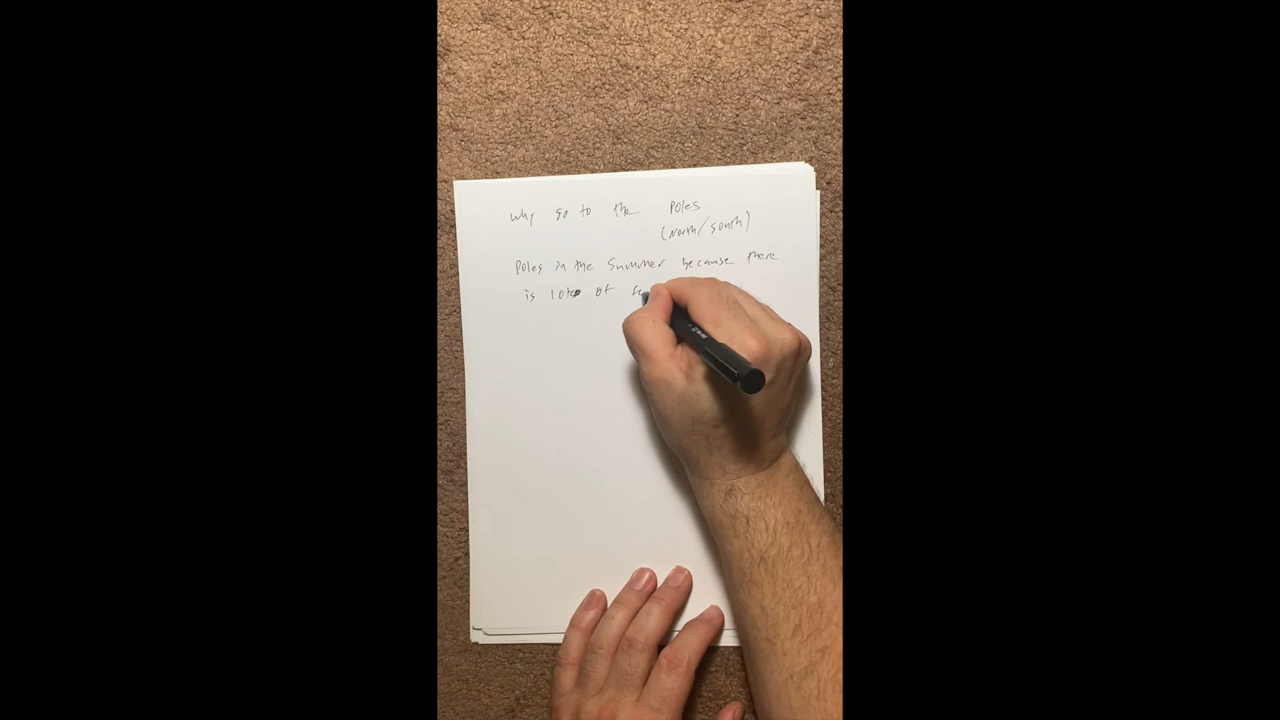 why go to the Poles
(North/South)
Poles in the Summer because there
is lots of